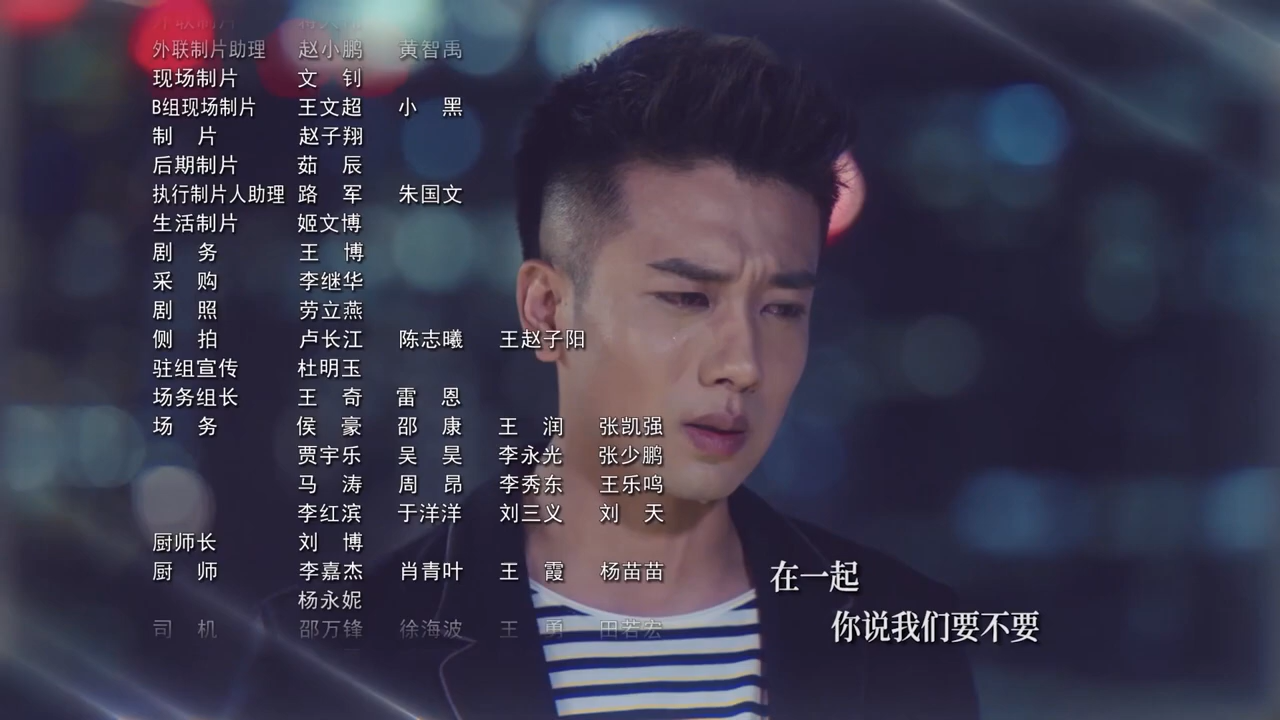 外联制片助理 赵小鹏 黄智禹
现场制片 文 钊
B组现场制片 王文超 小 黑
制 片 赵子翔
后期制片 茹 辰
执行制片人助理 路 军 朱国文
生活制片 姬文博
剧 务 王 博
采 购 李继华
剧 照 劳立燕
侧 拍 卢长江 陈志曦 王赵子阳
驻组宣传 杜明玉
场务组长 王 奇 雷 恩
场 务 侯 豪 邵 康 王 润 张凯强
贾宇乐 吴 昊 李永光 张少鹏
马 涛 周 昂 李秀东 王乐鸣
李红滨 于洋洋 刘三义 刘 天
厨师长 刘 博
厨 师 李嘉杰 肖青叶 王 霞 杨苗苗
杨永妮
司 机 邵万锋 徐海波 王 勇 田若宏
在一起
你说我们要不要